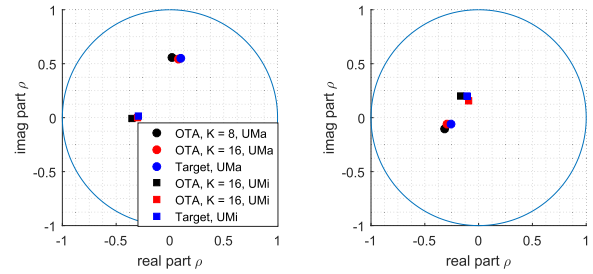 1
0.5
0
-0.5
-1
-1 -0.5 0 0.5 1
imag part ρ
real part ρ
OTA, K = 8, UMa
OTA, K = 16, UMa
Target, UMa
OTA, K = 16, UMi
OTA, K = 16, UMi
Target, UMi
1
0.5
0
-0.5
-1
-1 -0.5 0 0.5 1
imag part ρ
real part ρ